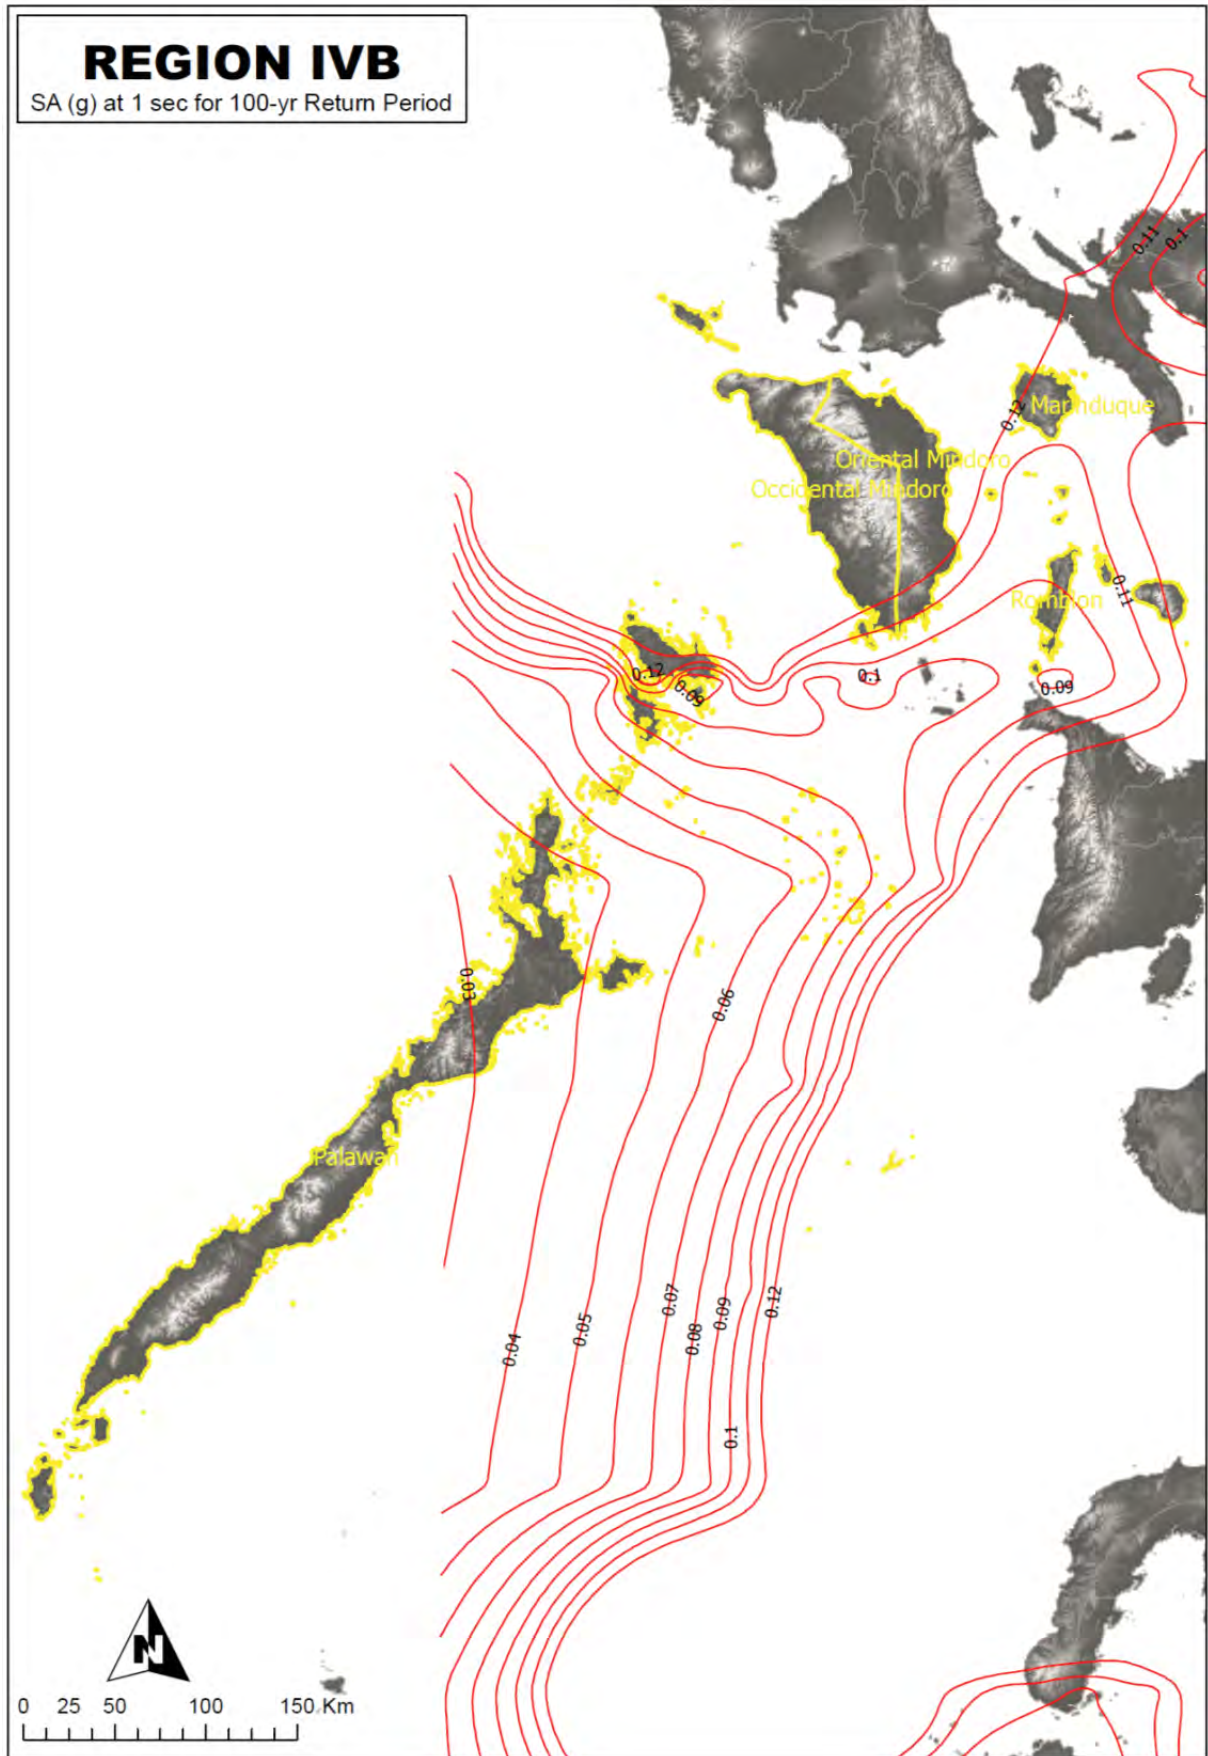 REGION IVB
SA (g) at 1 sec for 100-yr Return Period
0.11
0.1
0.12
Marinduque
Oriental Mindoro
Occidental Mindoro
0.11
Romblon
0.12
0.09
0.1
0.09
0.03
0.06
Palawan
0.07
0.09
0.12
0.05
0.08
0.04
0.1
N
0 25 50 100 150 Km